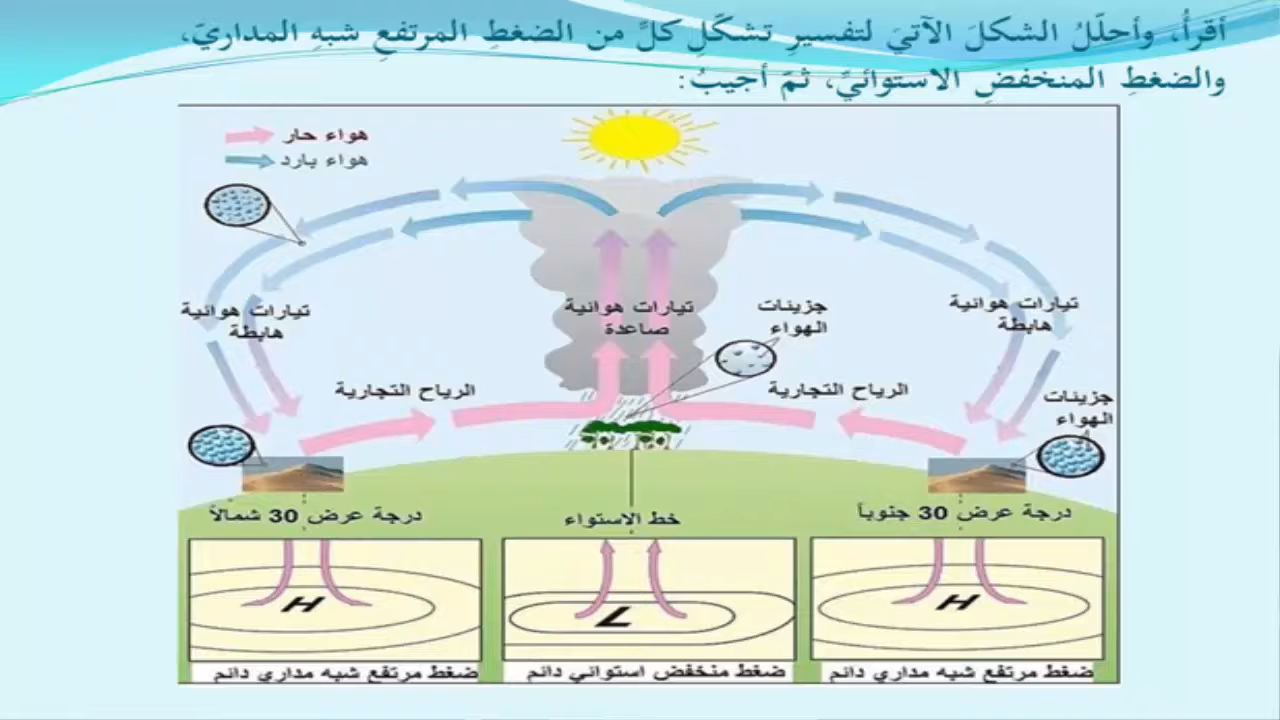 أقرأُ، وأحلّلُ الشكلَ الآتيَ لتفسيرِ تشكّلِ كلٍّ من الضغطِ المرتفعِ شبهِ المداريّ،
والضغطِ المنخفضِ الاستوائيِّ، ثمّ أجيبُ:
هواء حار
هواء بارد
تيارات هوائية
هابطة
جزيئات
الهواء
تيارات هوائية
صاعدة
تيارات هوائية
هابطة
جزيئات
الهواء
الرياح التجارية
الرياح التجارية
درجة عرض 30 جنوباً
خط الاستواء
درجة عرض 30 شمالاً
H
L
H
ضغط مرتفع شبه مداري دائم
ضغط منخفض استوائي دائم
ضغط مرتفع شبه مداري دائم